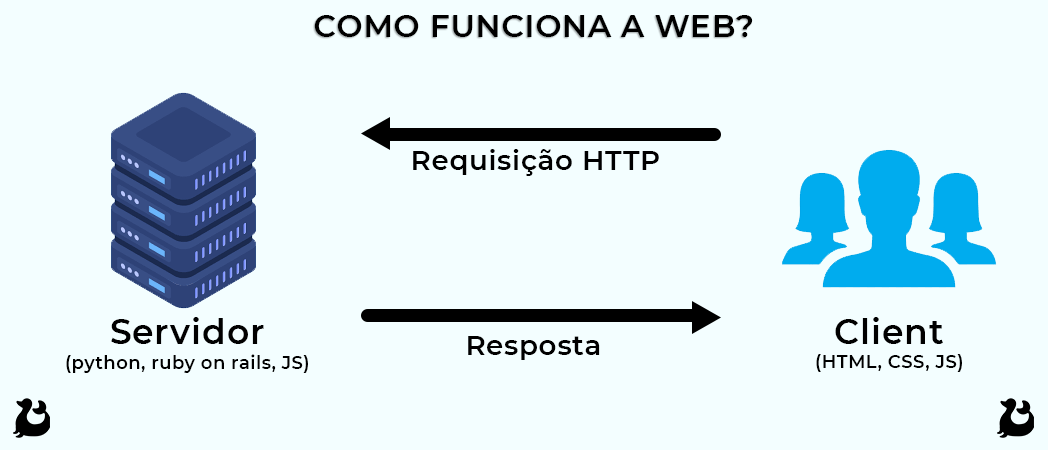 COMO FUNCIONA A WEB?
Requisição HTTP
Servidor
(python, ruby on rails, JS)
Resposta
Client
(HTML, CSS, JS)